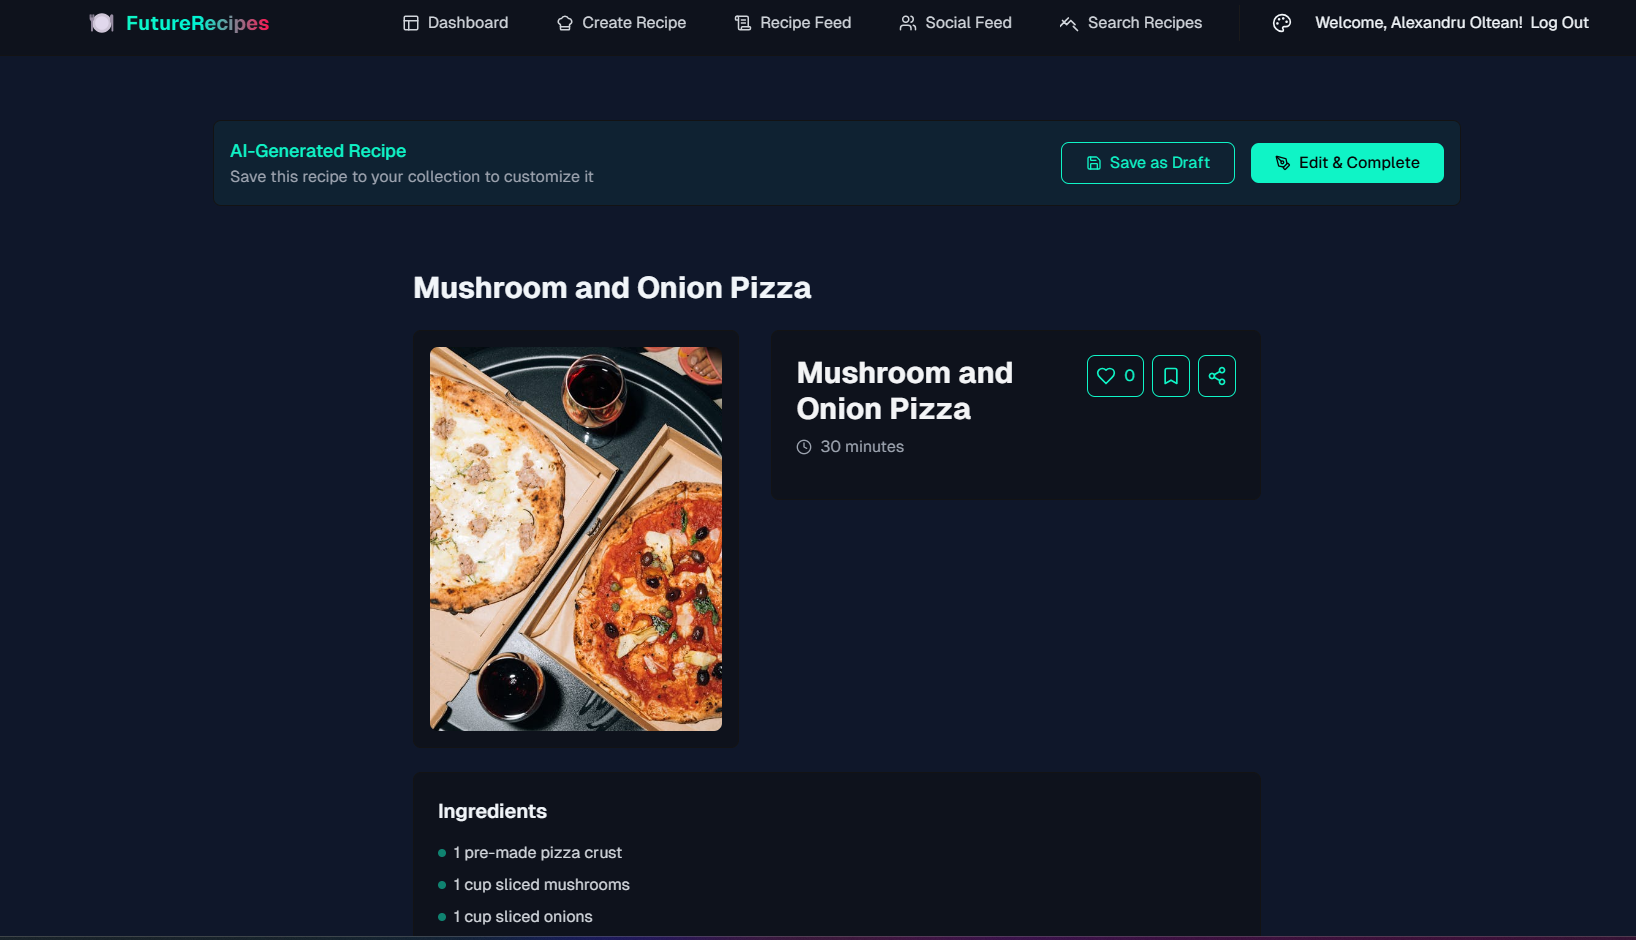 FutureRecipes
Dashboard
Create Recipe
Recipe Feed
Social Feed
Search Recipes
Welcome, Alexandru Oltean! Log Out
AI-Generated Recipe
Save this recipe to your collection to customize it
Save as Draft
Edit & Complete
Mushroom and Onion Pizza
Mushroom and
Onion Pizza
0
30 minutes
Ingredients
1 pre-made pizza crust
1 cup sliced mushrooms
1 cup sliced onions